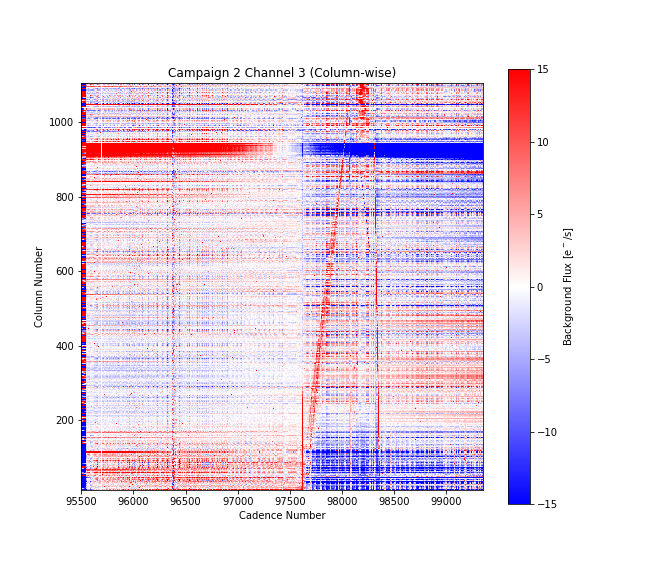 Campaign 2 Channel 3 (Column-wise)
1000
800
600
400
200
Column Number
95500 96000 96500 97000 97500 98000 98500 99000
Cadence Number
15
10
5
0
−5
−10
−15
Background Flux [e⁻/s]